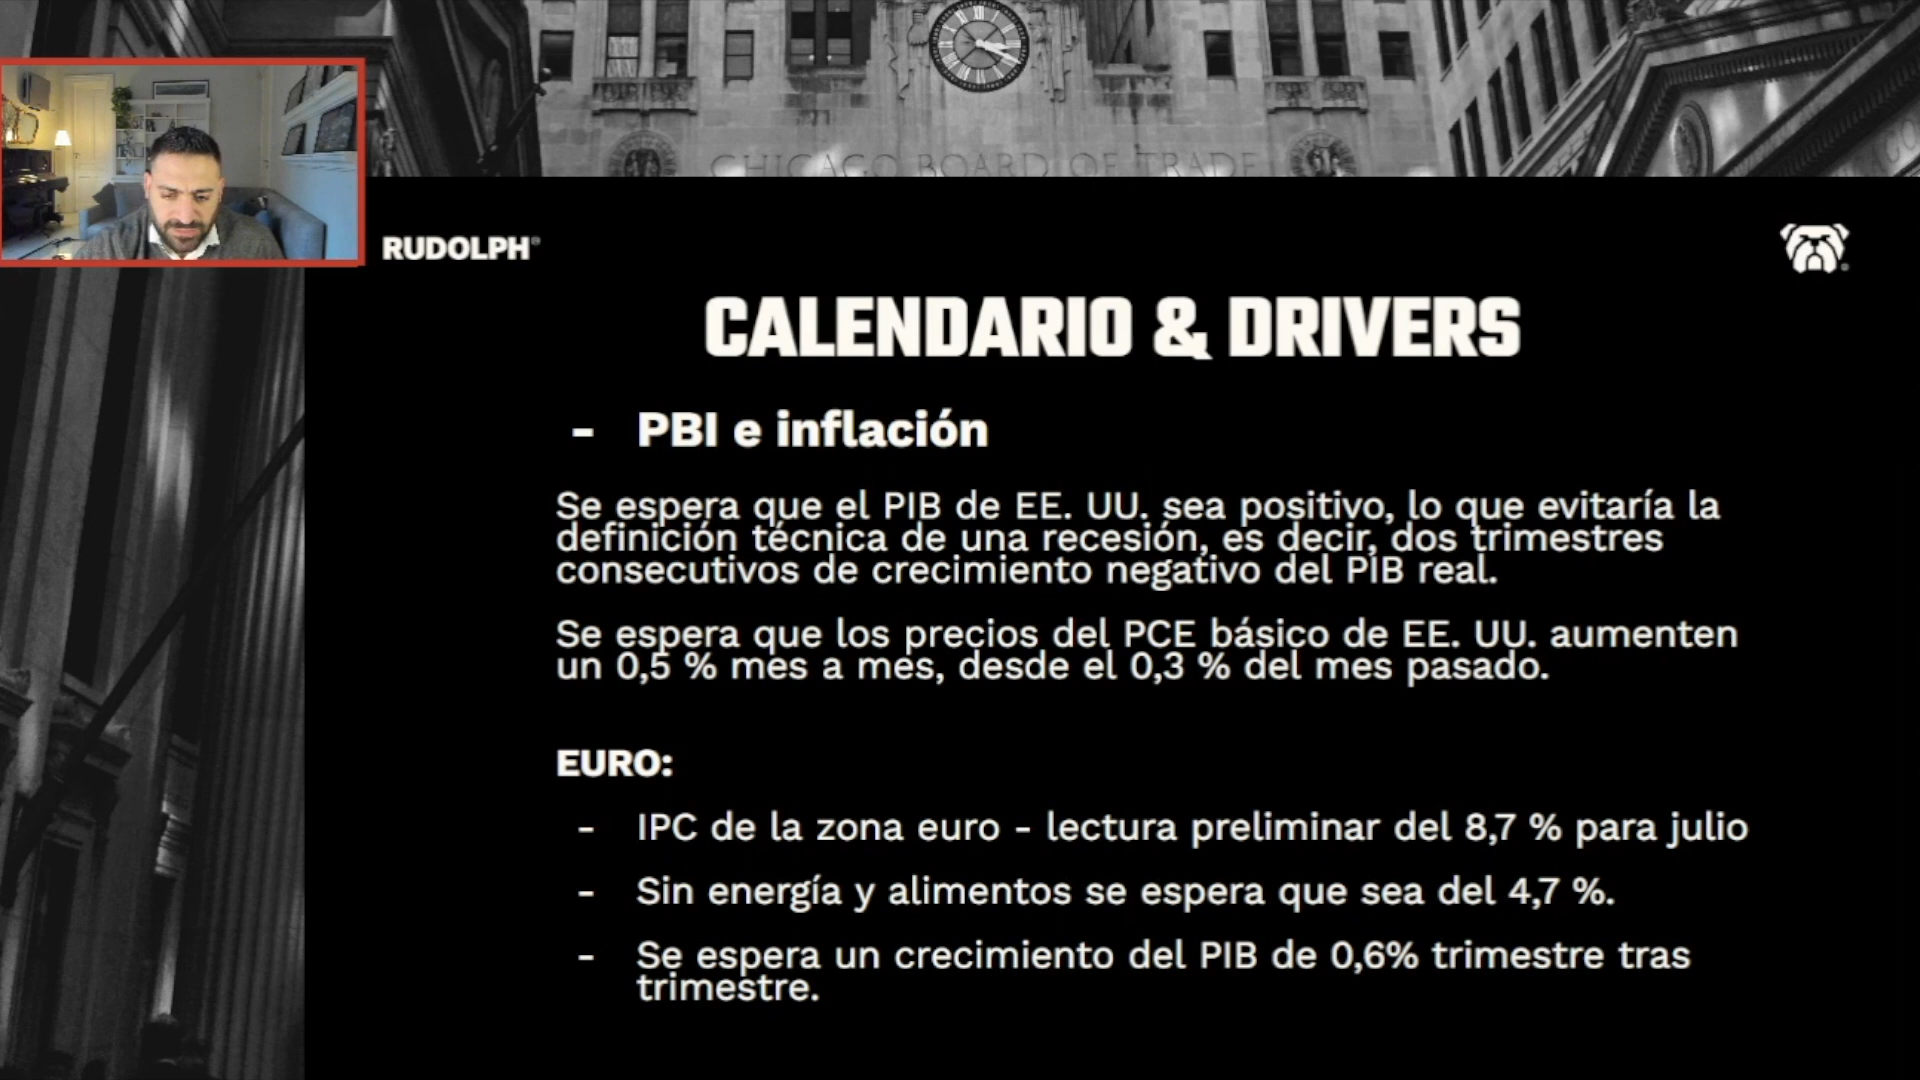 CHICAGO BOARD OF TRADE
RUDOLPH®
CALENDARIO & DRIVERS
- PBI e inflación
Se espera que el PIB de EE. UU. sea positivo, lo que evitaría la
definición técnica de una recesión, es decir, dos trimestres
consecutivos de crecimiento negativo del PIB real.
Se espera que los precios del PCE básico de EE. UU. aumenten
un 0,5 % mes a mes, desde el 0,3 % del mes pasado.
EURO:
- IPC de la zona euro - lectura preliminar del 8,7 % para julio
- Sin energía y alimentos se espera que sea del 4,7 %.
- Se espera un crecimiento del PIB de 0,6% trimestre tras
trimestre.